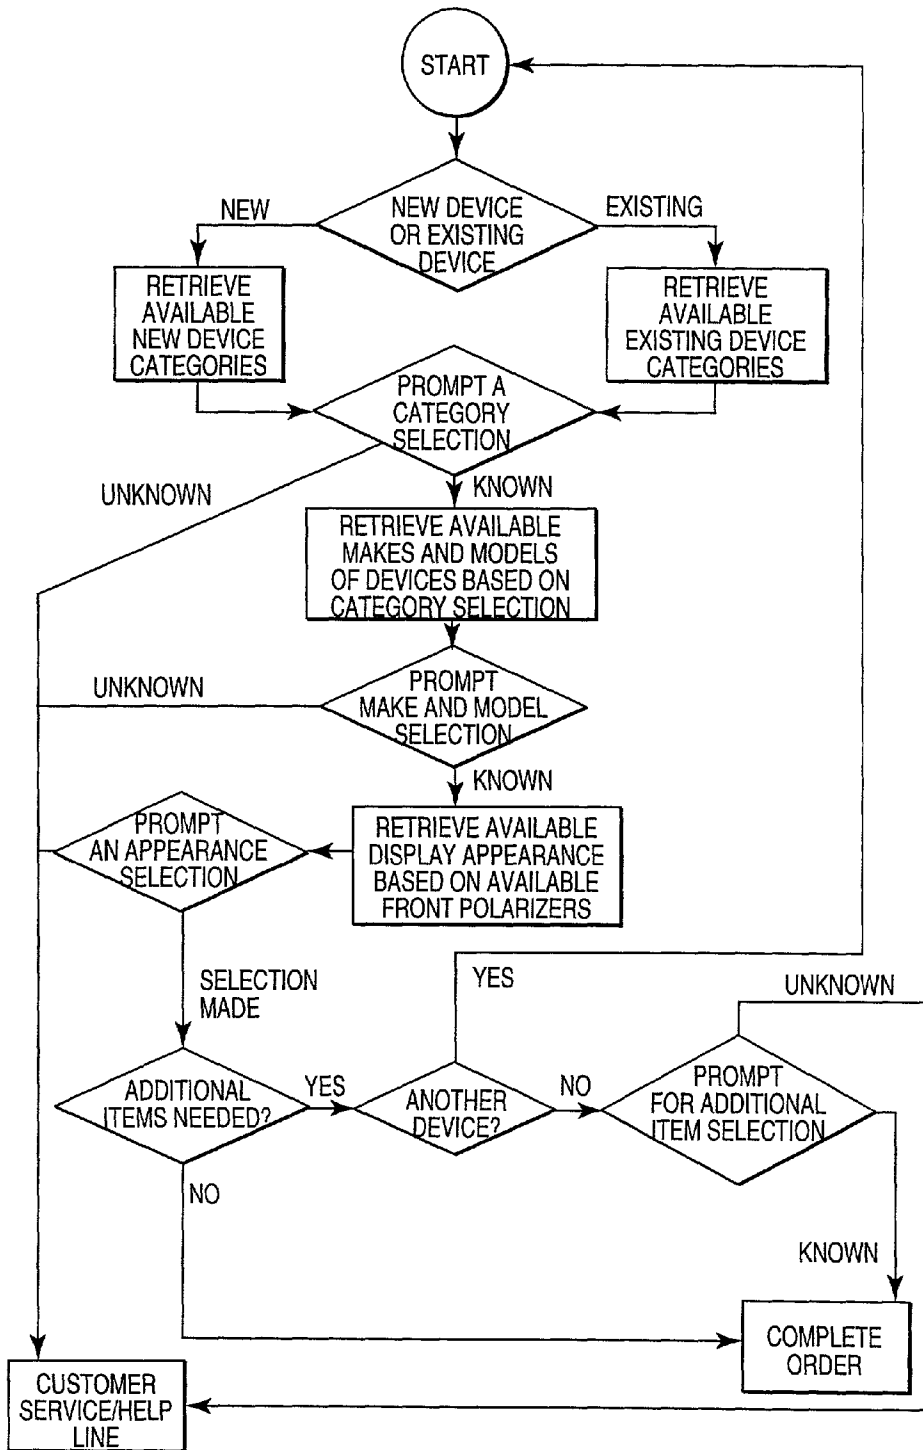 START
NEW DEVICE
OR EXISTING
DEVICE
NEW
EXISTING
RETRIEVE
AVAILABLE
NEW DEVICE
CATEGORIES
RETRIEVE
AVAILABLE
EXISTING DEVICE
CATEGORIES
PROMPT A
CATEGORY
SELECTION
UNKNOWN
KNOWN
RETRIEVE AVAILABLE
MAKES AND MODELS
OF DEVICES BASED ON
CATEGORY SELECTION
UNKNOWN
PROMPT
MAKE AND MODEL
SELECTION
KNOWN
PROMPT
AN APPEARANCE
SELECTION
RETRIEVE AVAILABLE
DISPLAY APPEARANCE
BASED ON AVAILABLE
FRONT POLARIZERS
SELECTION
MADE
YES
UNKNOWN
ADDITIONAL
ITEMS NEEDED?
YES
ANOTHER
DEVICE?
NO
PROMPT
FOR ADDITIONAL
ITEM SELECTION
NO
KNOWN
COMPLETE
ORDER
CUSTOMER
SERVICE/HELP
LINE